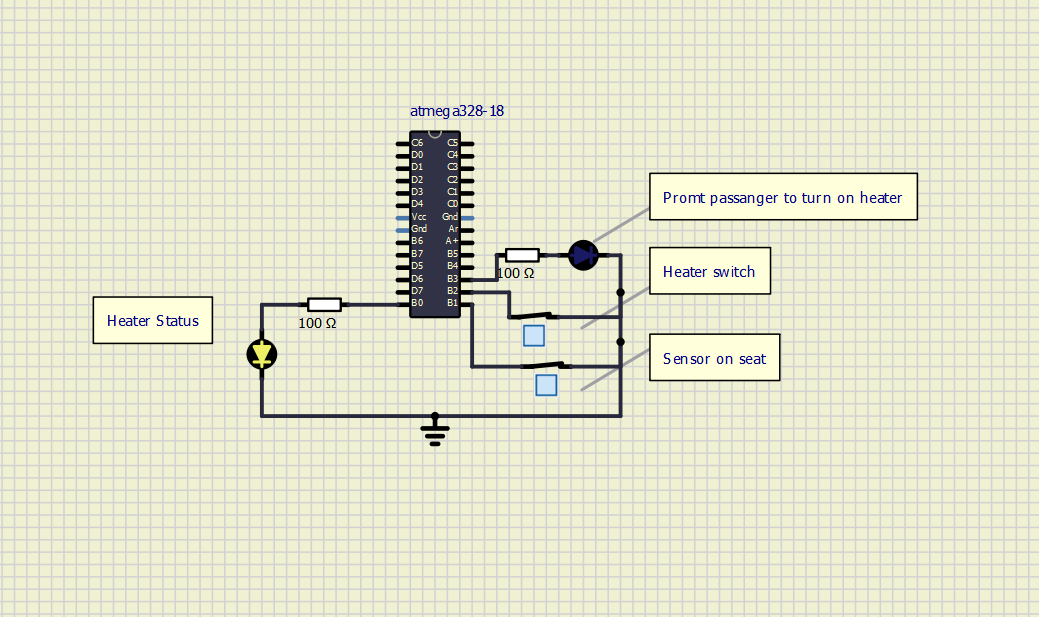 atmega328-18
C6 C5
D0 C4
D1 C3
D2 C2
D3 C1
D4 C0
Vcc Gnd
Gnd Ar
B6 A+
B7 B5
D5 B4
D6 B3
D7 B2
B0 B1
Promt passanger to turn on heater
100 Ω
Heater switch
Heater Status
100 Ω
Sensor on seat